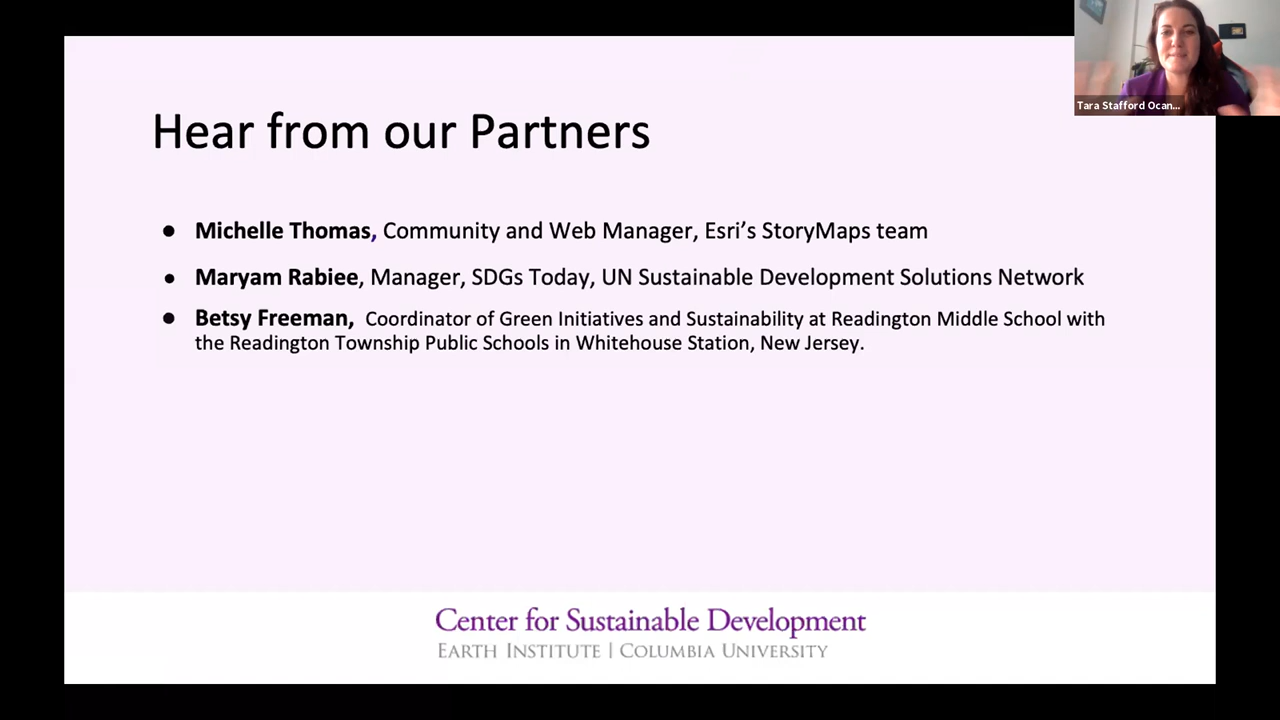 Tara Stafford Ocan...
Hear from our Partners
● Michelle Thomas, Community and Web Manager, Esri’s StoryMaps team
● Maryam Rabiee, Manager, SDGs Today, UN Sustainable Development Solutions Network
● Betsy Freeman, Coordinator of Green Initiatives and Sustainability at Readington Middle School with
the Readington Township Public Schools in Whitehouse Station, New Jersey.
Center for Sustainable Development
EARTH INSTITUTE | COLUMBIA UNIVERSITY